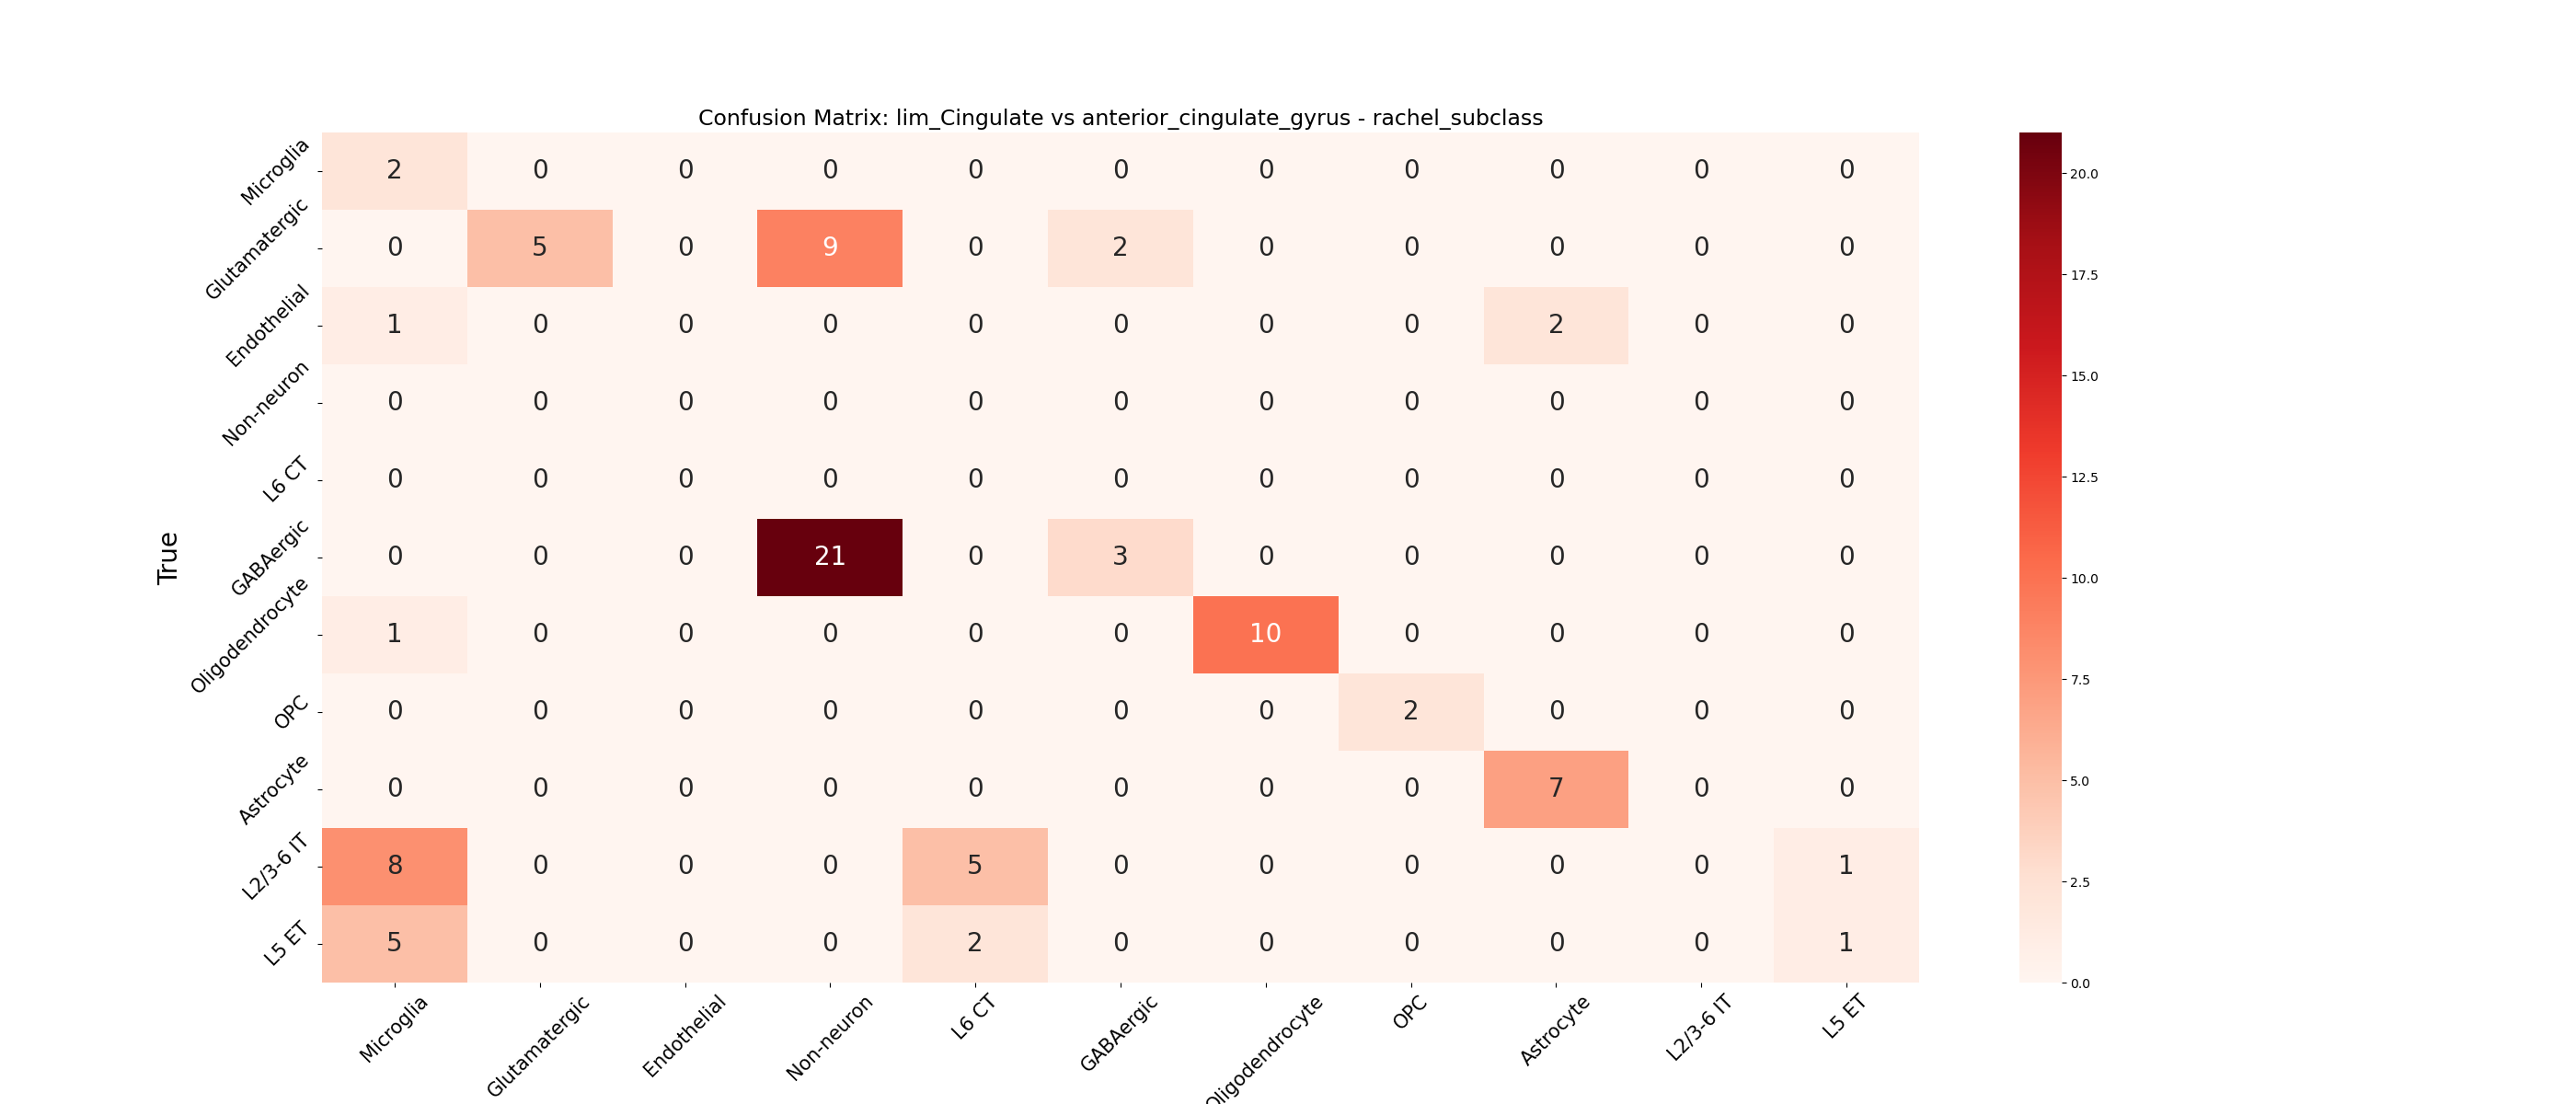 Confusion Matrix: lim_Cingulate vs anterior_cingulate_gyrus - rachel_subclass
True
Microglia 2 0 0 0 0 0 0 0 0 0 0
Glutamatergic 0 5 0 9 0 2 0 0 0 0 0
Endothelial 1 0 0 0 0 0 0 0 2 0 0
Non-neuron 0 0 0 0 0 0 0 0 0 0 0
L6 CT 0 0 0 0 0 0 0 0 0 0 0
GABAergic 0 0 0 21 0 3 0 0 0 0 0
Oligodendrocyte 1 0 0 0 0 0 10 0 0 0 0
OPC 0 0 0 0 0 0 0 2 0 0 0
Astrocyte 0 0 0 0 0 0 0 0 7 0 0
L2/3-6 IT 8 0 0 0 5 0 0 0 0 0 1
L5 ET 5 0 0 0 2 0 0 0 0 0 1
Microglia Glutamatergic Endothelial Non-neuron L6 CT GABAergic Oligodendrocyte OPC Astrocyte L2/3-6 IT L5 ET
20.0
17.5
15.0
12.5
10.0
7.5
5.0
2.5
0.0